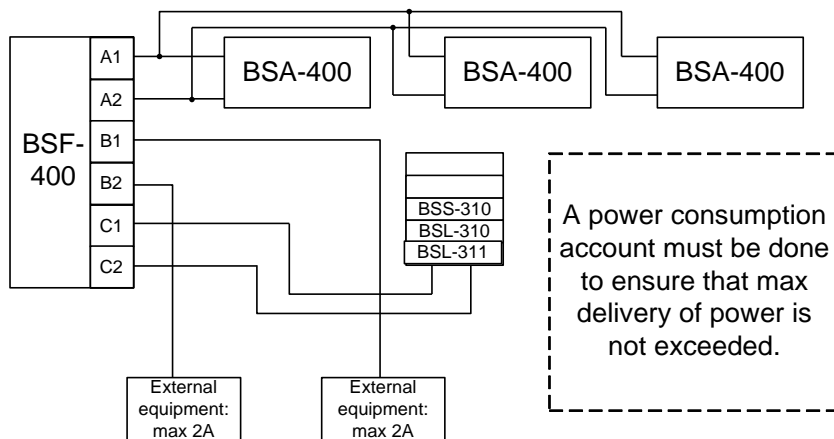 BSF-
400
A1
A2
B1
B2
C1
C2
BSA-400
BSA-400
BSA-400
BSS-310
BSL-310
BSL-311
A power consumption
account must be done
to ensure that max
delivery of power is
not exceeded.
External
equipment:
max 2A
External
equipment:
max 2A